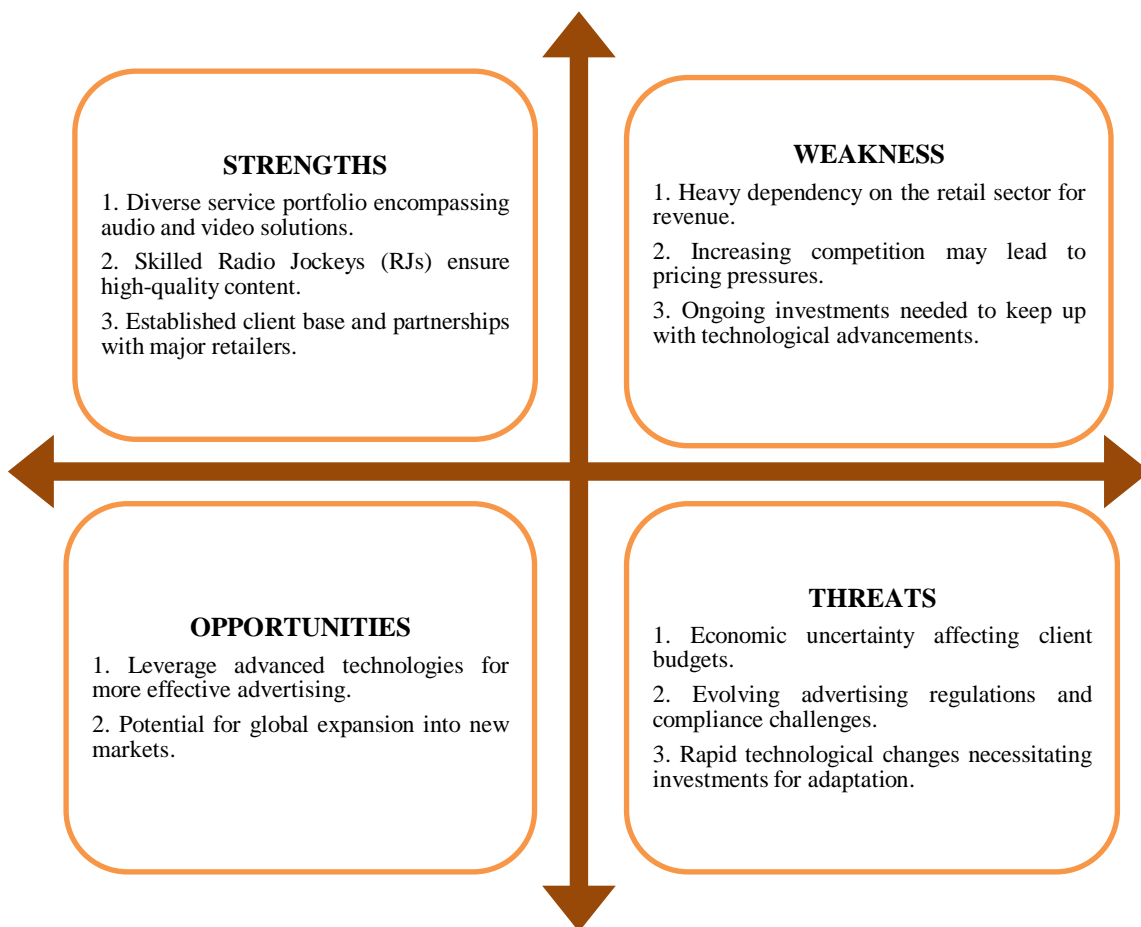 STRENGTHS
1. Diverse service portfolio encompassing
audio and video solutions.
2. Skilled Radio Jockeys (RJs) ensure
high-quality content.
3. Established client base and partnerships
with major retailers.
WEAKNESS
1. Heavy dependency on the retail sector for
revenue.
2. Increasing competition may lead to
pricing pressures.
3. Ongoing investments needed to keep up
with technological advancements.
OPPORTUNITIES
1. Leverage advanced technologies for
more effective advertising.
2. Potential for global expansion into new
markets.
THREATS
1. Economic uncertainty affecting client
budgets.
2. Evolving advertising regulations and
compliance challenges.
3. Rapid technological changes necessitating
investments for adaptation.